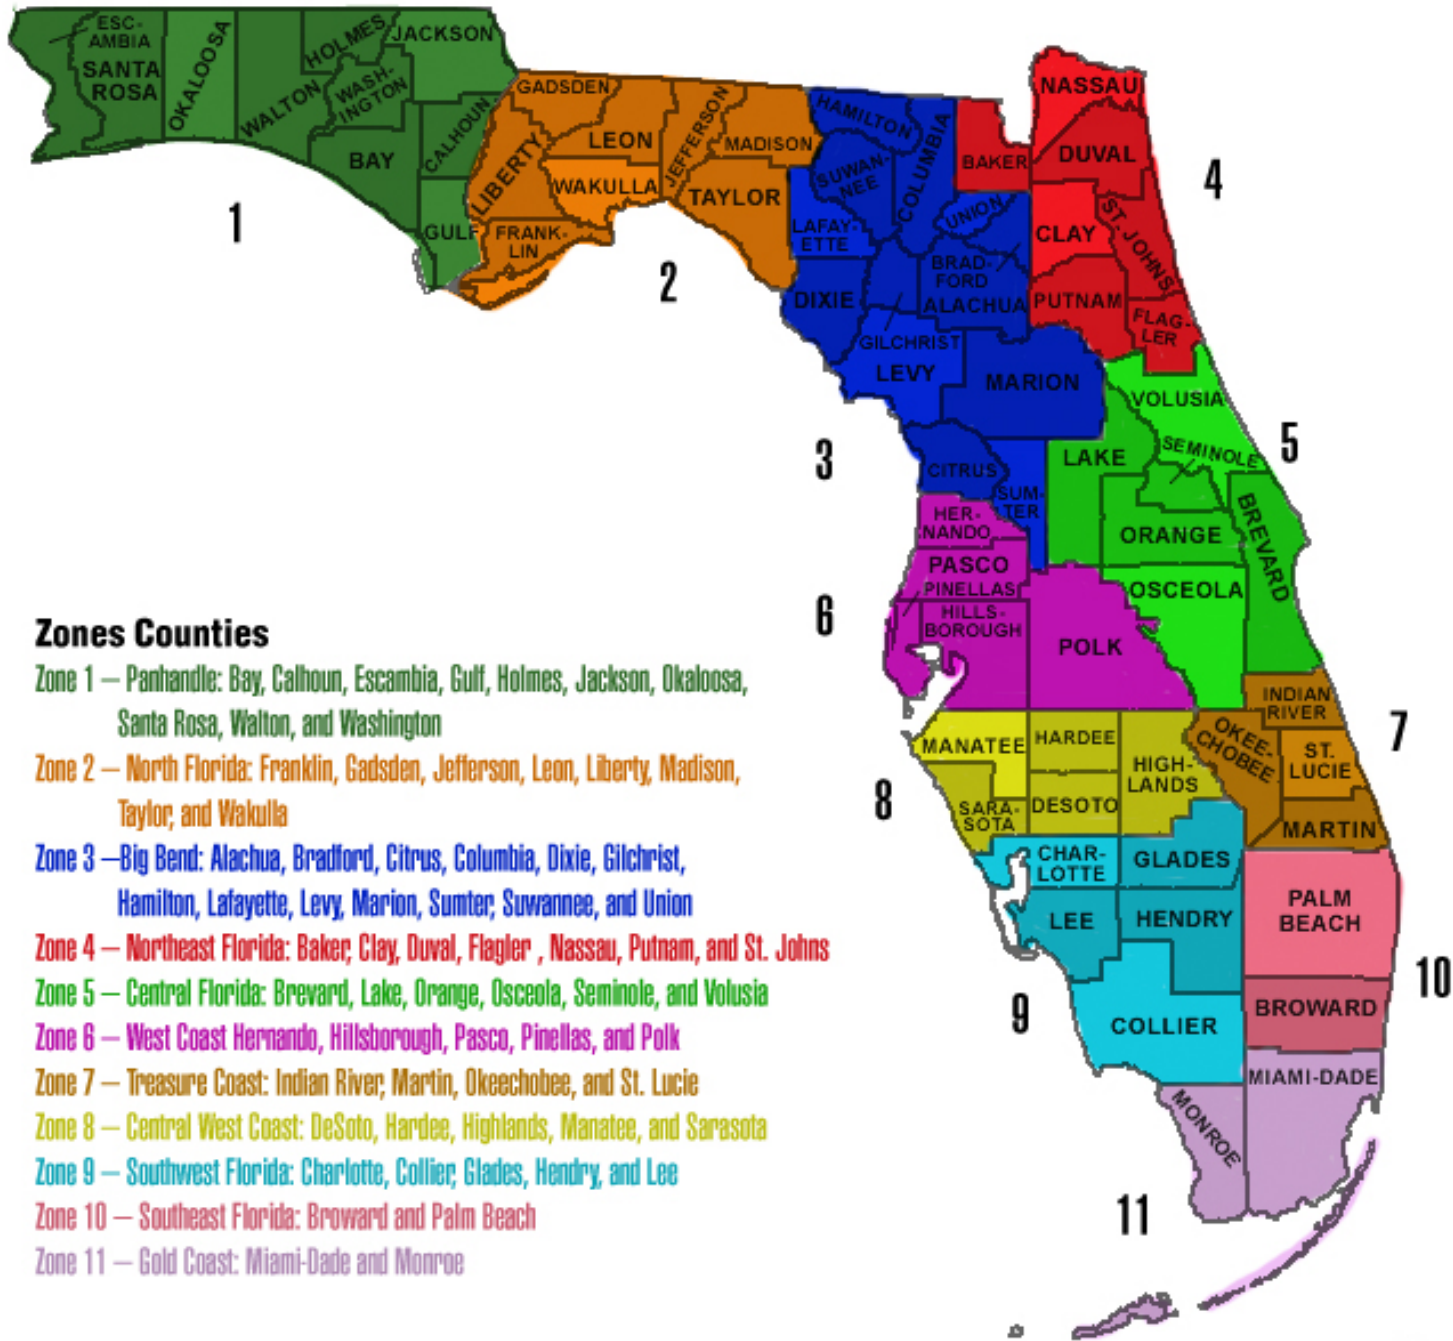 ESC-
AMBIA
SANTA
ROSA
OKALOOSA
WALTON
HOLMES
WASH-
INGTON
JACKSON
BAY
CALHOUN
GULF
GADSDEN
LIBERTY
LEON
WAKULLA
FRANK-
LIN
JEFFERSON
MADISON
TAYLOR
1
2
HAMILTON
SUWAN-
NEE
COLUMBIA
LAFAY-
ETTE
UNION
BRAD-
FORD
ALACHUA
DIXIE
GILCHRIST
LEVY
MARION
CITRUS
SUM-
TER
3
NASSAU
BAKER
DUVAL
CLAY
ST. JOHNS
PUTNAM
FLAG-
LER
4
VOLUSIA
SEMINOLE
LAKE
ORANGE
BREVARD
OSCEOLA
5
HER-
NANDO
PASCO
PINELLAS
HILLS-
BOROUGH
POLK
6
INDIAN
RIVER
OKEE-
CHOBEE
ST.
LUCIE
MARTIN
7
MANATEE
HARDEE
HIGH-
LANDS
SARA-
SOTA
DESOTO
8
CHAR-
LOTTE
GLADES
LEE
HENDRY
COLLIER
9
PALM
BEACH
BROWARD
10
MIAMI-DADE
MONROE
11
Zones Counties
Zone 1 – Panhandle: Bay, Calhoun, Escambia, Gulf, Holmes, Jackson, Okaloosa,
Santa Rosa, Walton, and Washington
Zone 2 – North Florida: Franklin, Gadsden, Jefferson, Leon, Liberty, Madison,
Taylor, and Wakulla
Zone 3 –Big Bend: Alachua, Bradford, Citrus, Columbia, Dixie, Gilchrist,
Hamilton, Lafayette, Levy, Marion, Sumter, Suwannee, and Union
Zone 4 – Northeast Florida: Baker, Clay, Duval, Flagler , Nassau, Putnam, and St. Johns
Zone 5 – Central Florida: Brevard, Lake, Orange, Osceola, Seminole, and Volusia
Zone 6 – West Coast Hernando, Hillsborough, Pasco, Pinellas, and Polk
Zone 7 – Treasure Coast: Indian River, Martin, Okeechobee, and St. Lucie
Zone 8 – Central West Coast: DeSoto, Hardee, Highlands, Manatee, and Sarasota
Zone 9 – Southwest Florida: Charlotte, Collier, Glades, Hendry, and Lee
Zone 10 – Southeast Florida: Broward and Palm Beach
Zone 11 – Gold Coast: Miami-Dade and Monroe